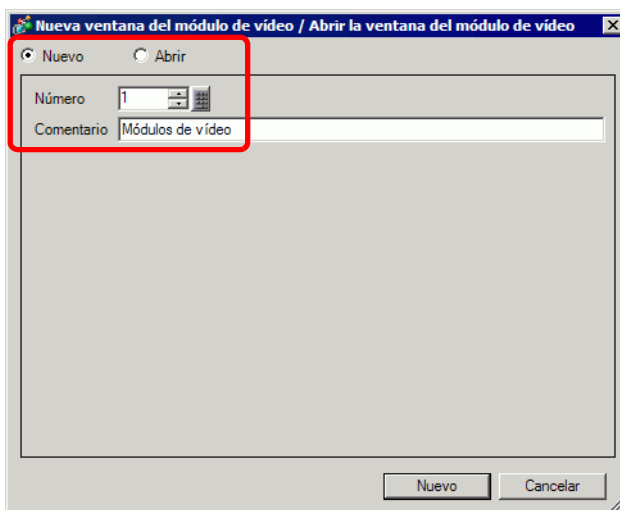 Nueva ventana del módulo de vídeo / Abrir la ventana del módulo de vídeo
Nuevo Abrir
Número 1
Comentario Módulos de vídeo
Nuevo Cancelar